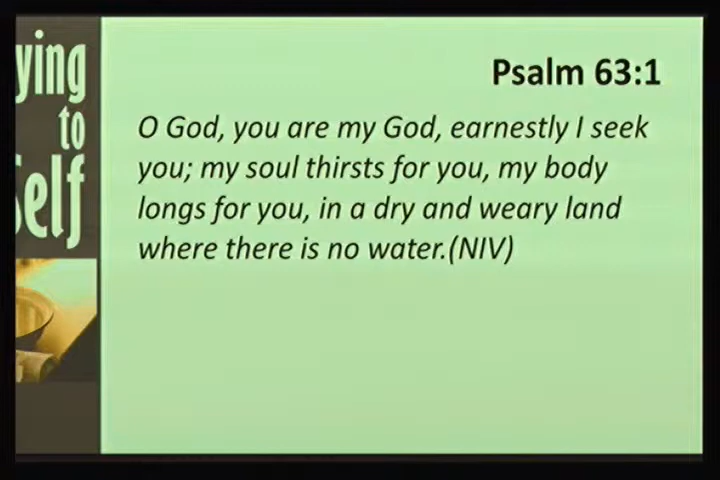 ying
to
Self
Psalm 63:1
O God, you are my God, earnestly I seek
you; my soul thirsts for you, my body
longs for you, in a dry and weary land
where there is no water.(NIV)